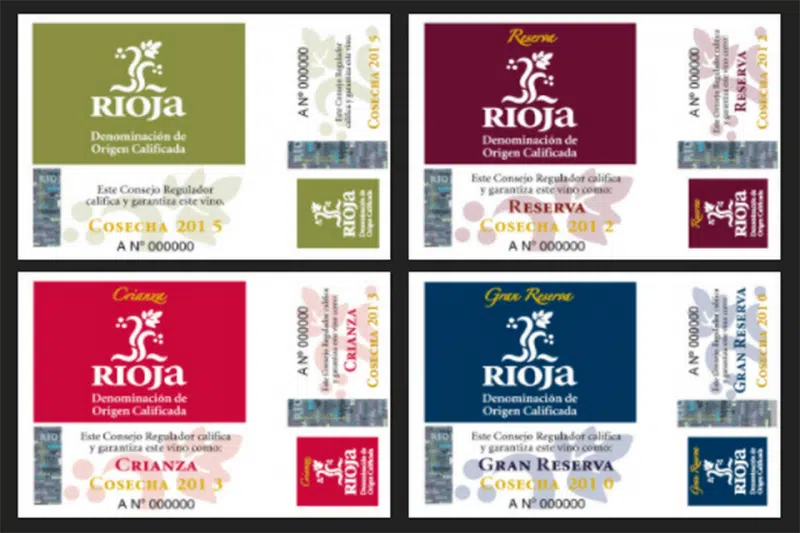 RIOJA
Denominación de
Origen Calificada
Este Consejo Regulador
califica y garantiza este vino.
COSECHA 201 5
A Nº 000000
RIO
A Nº 000000
Este Consejo Regulador
califica y garantiza este vino.
COSECHA 201 5
RIOJA
Denominación de
Origen Calificada
Reserva
RIOJA
Denominación de
Origen Calificada
Este Consejo Regulador califica
y garantiza este vino como:
RESERVA
COSECHA 201 2
A Nº 000000
RIO
A Nº 000000
Este Consejo Regulador califica
y garantiza este vino como:
RESERVA
COSECHA 201 2
Reserva
RIOJA
Denominación de
Origen Calificada
Crianza
RIOJA
Denominación de
Origen Calificada
Este Consejo Regulador califica
y garantiza este vino como:
CRIANZA
COSECHA 201 3
A Nº 000000
RIO
A Nº 000000
Este Consejo Regulador califica
y garantiza este vino como:
CRIANZA
COSECHA 201 3
Crianza
RIOJA
Denominación de
Origen Calificada
Gran Reserva
RIOJA
Denominación de
Origen Calificada
Este Consejo Regulador califica
y garantiza este vino como:
GRAN RESERVA
COSECHA 201 0
A Nº 000000
RIO
A Nº 000000
Este Consejo Regulador califica
y garantiza este vino como:
GRAN RESERVA
COSECHA 201 0
Gran Reserva
RIOJA
Denominación de
Origen Calificada